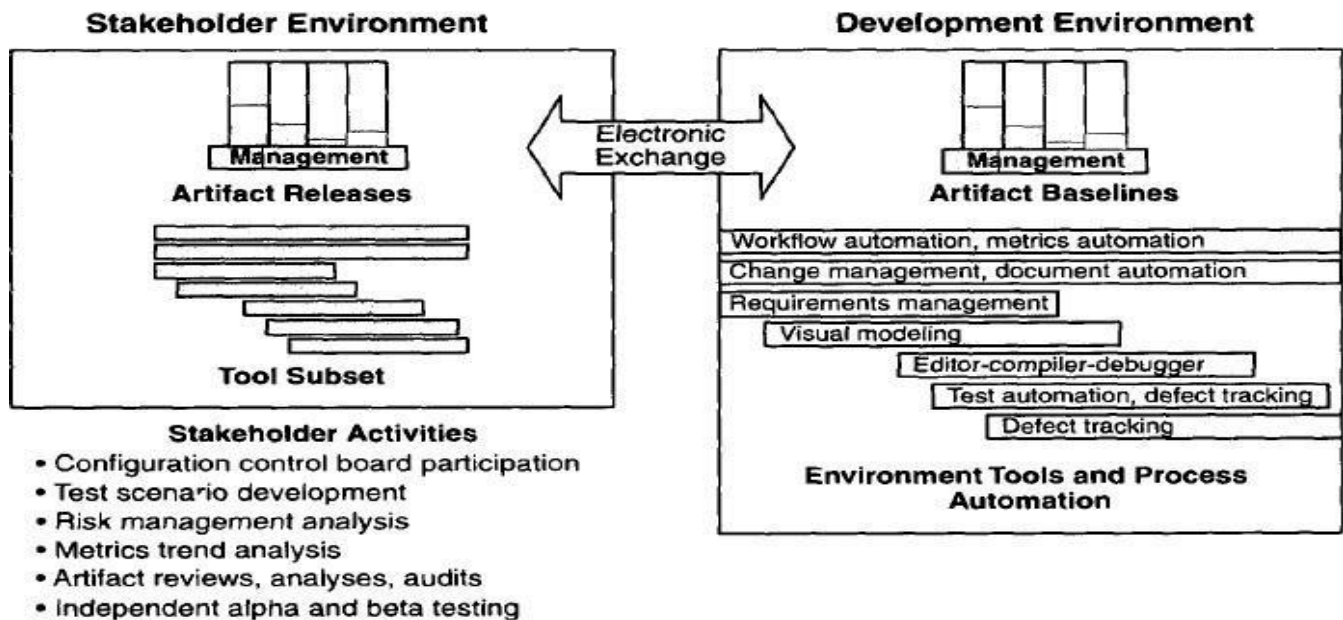 Stakeholder Environment
Management
Artifact Releases
Tool Subset
Stakeholder Activities
• Configuration control board participation
• Test scenario development
• Risk management analysis
• Metrics trend analysis
• Artifact reviews, analyses, audits
• Independent alpha and beta testing
Electronic
Exchange
Development Environment
Management
Artifact Baselines
Workflow automation, metrics automation
Change management, document automation
Requirements management
Visual modeling
Editor-compiler-debugger
Test automation, defect tracking
Defect tracking
Environment Tools and Process
Automation